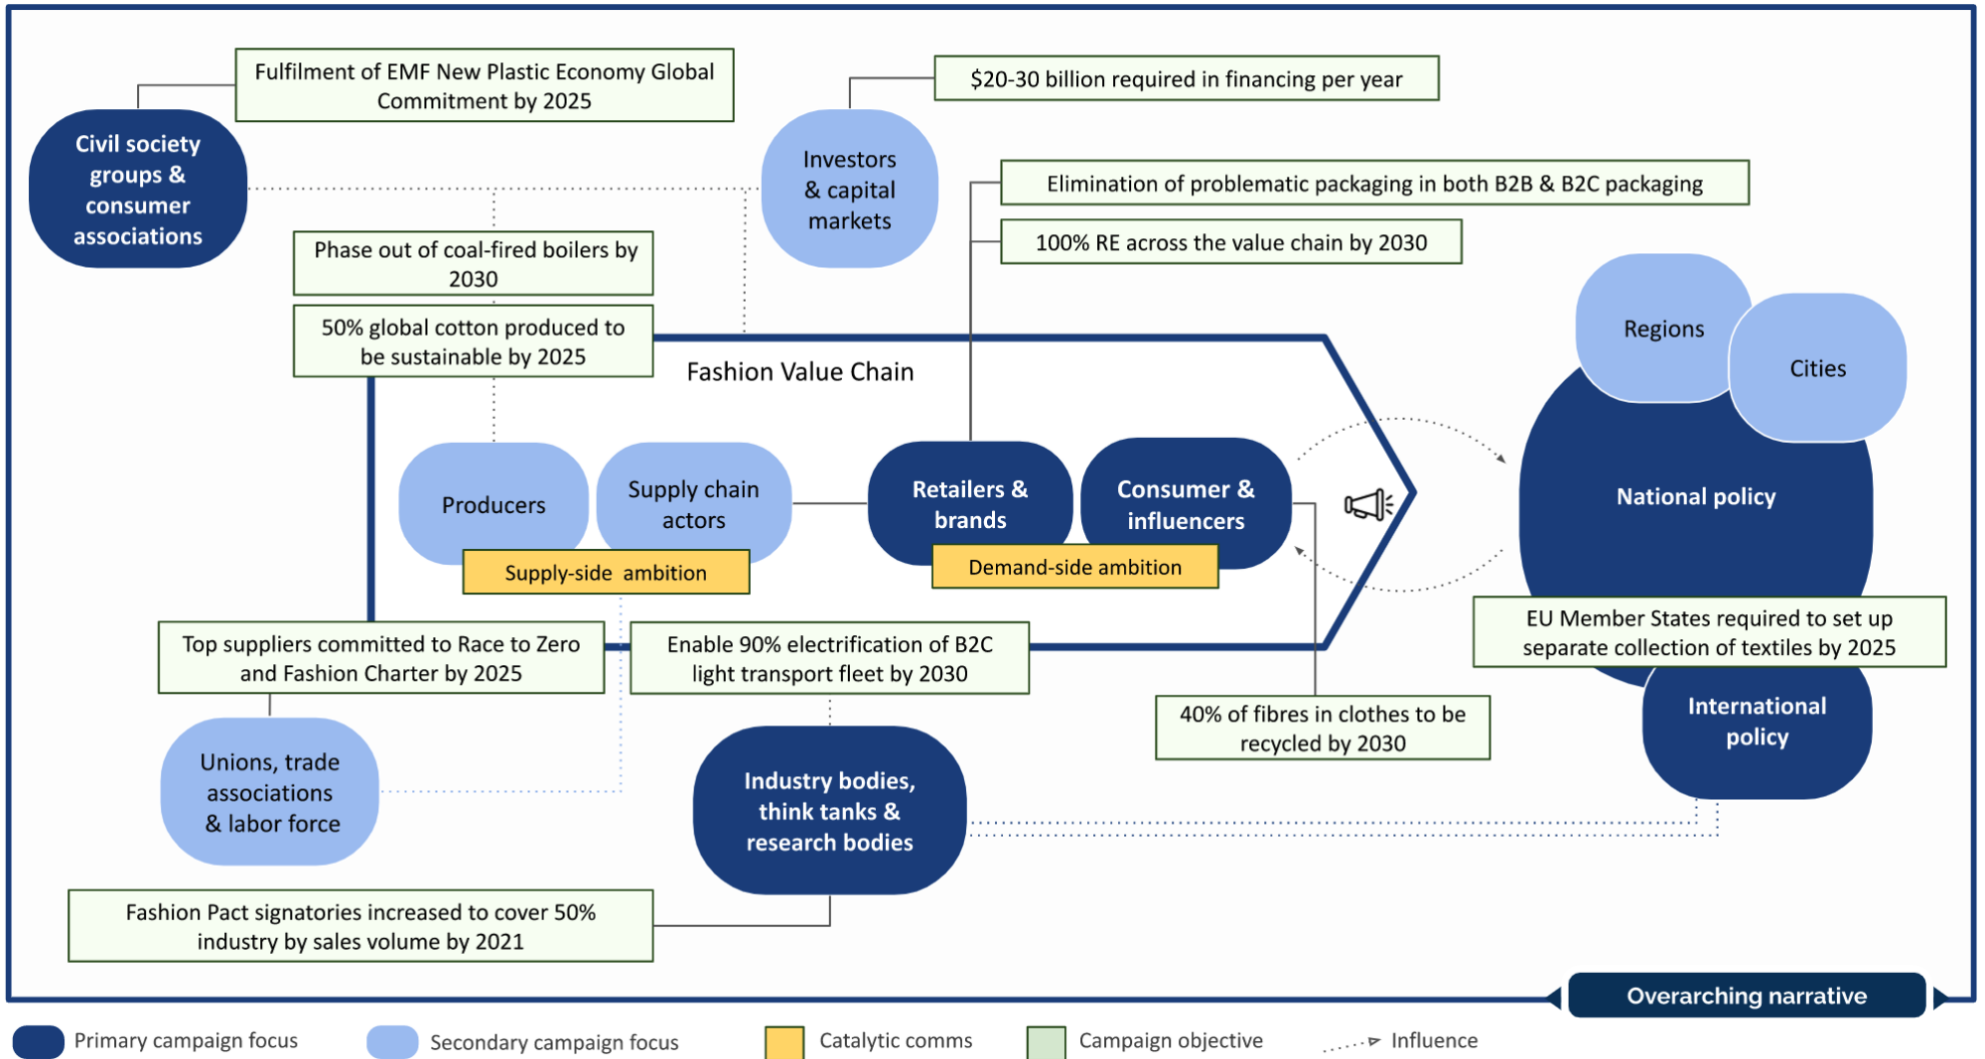 Fulfilment of EMF New Plastic Economy Global
Commitment by 2025
$20-30 billion required in financing per year
Civil society
groups &
consumer
associations
Investors
& capital
markets
Elimination of problematic packaging in both B2B & B2C packaging
100% RE across the value chain by 2030
Phase out of coal-fired boilers by
2030
50% global cotton produced to
be sustainable by 2025
Fashion Value Chain
Regions
Cities
Producers
Supply chain
actors
Retailers &
brands
Consumer &
influencers
National policy
Supply-side ambition
Demand-side ambition
Top suppliers committed to Race to Zero
and Fashion Charter by 2025
Enable 90% electrification of B2C
light transport fleet by 2030
EU Member States required to set up
separate collection of textiles by 2025
40% of fibres in clothes to be
recycled by 2030
International
policy
Unions, trade
associations
& labor force
Industry bodies,
think tanks &
research bodies
Fashion Pact signatories increased to cover 50%
industry by sales volume by 2021
Overarching narrative
Primary campaign focus
Secondary campaign focus
Catalytic comms
Campaign objective
Influence